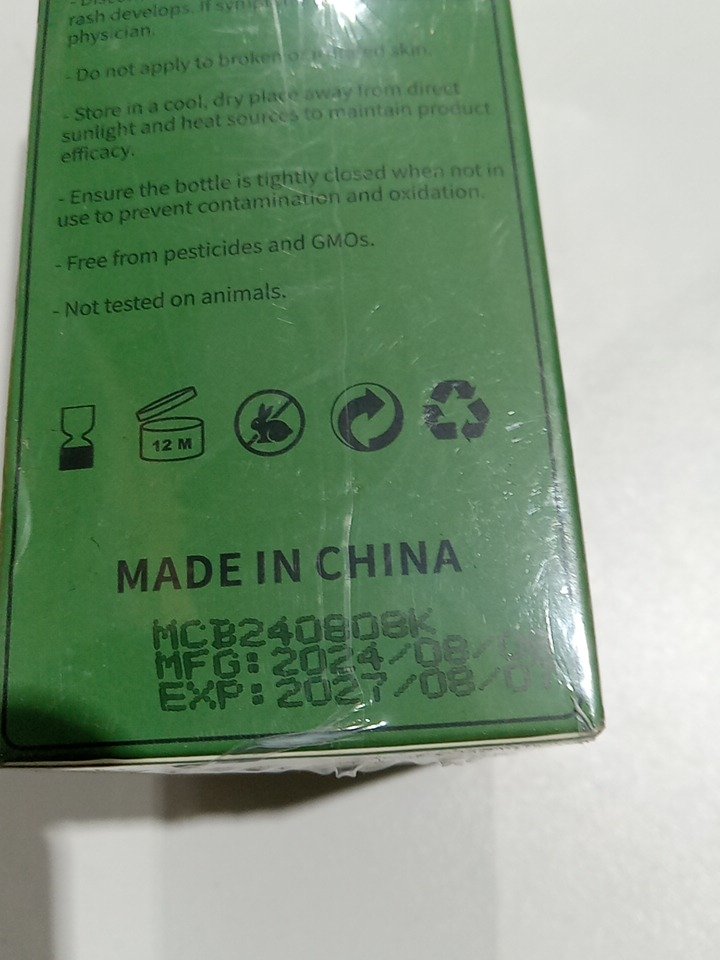 rash develops. If
physician.
- Do not apply to broken or skin.
- Store in a cool, dry place away from direct
sunlight and heat sources to maintain product
efficacy.
- Ensure the bottle is tightly closed when not in
use to prevent contamination and oxidation.
- Free from pesticides and GMOs.
- Not tested on animals.
12 M
MADE IN CHINA
MCB240808K
MFG: 2024/08/
EXP: 2027/08/